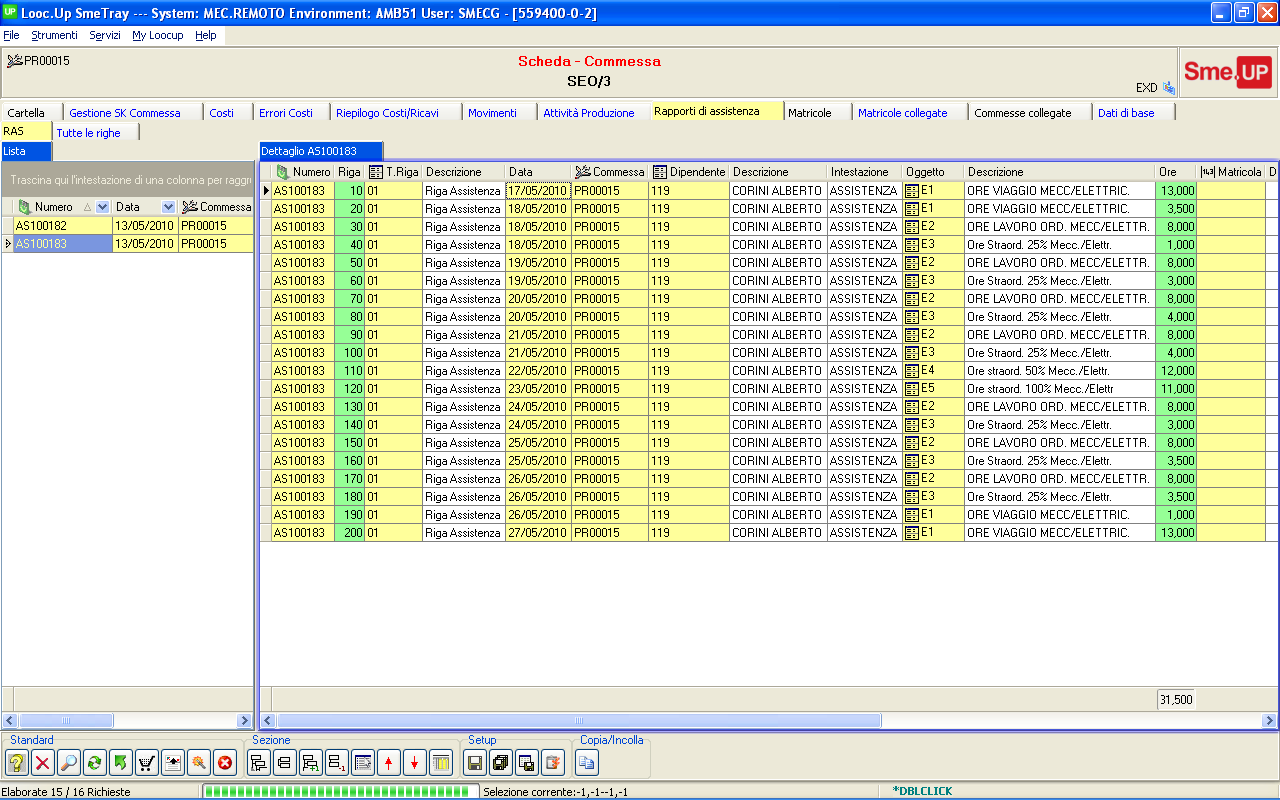 UP Looc.Up SmeTray --- System: MEC.REMOTO Environment: AMB51 User: SMECG - [559400-0-2]
File Strumenti Servizi My Loocup Help
PR00015
Scheda - Commessa
SEO/3
EXD
Sme.UP
Cartella Gestione SK Commessa Costi Errori Costi Riepilogo Costi/Ricavi Movimenti Attività Produzione Rapporti di assistenza Matricole Matricole collegate Commesse collegate Dati di base
RAS Tutte le righe
Lista
Trascina qui l'intestazione di una colonna per raggru
Numero Data Commessa
AS100182 13/05/2010 PR00015
AS100183 13/05/2010 PR00015
Dettaglio AS100183
Numero Riga T.Riga Descrizione Data Commessa Dipendente Descrizione Intestazione Oggetto Descrizione Ore Matricola D
AS100183 10 01 Riga Assistenza 17/05/2010 PR00015 119 CORINI ALBERTO ASSISTENZA E1 ORE VIAGGIO MECC/ELETTRIC. 13,000
AS100183 20 01 Riga Assistenza 18/05/2010 PR00015 119 CORINI ALBERTO ASSISTENZA E1 ORE VIAGGIO MECC/ELETTRIC. 3,500
AS100183 30 01 Riga Assistenza 18/05/2010 PR00015 119 CORINI ALBERTO ASSISTENZA E2 ORE LAVORO ORD. MECC/ELETTR. 8,000
AS100183 40 01 Riga Assistenza 18/05/2010 PR00015 119 CORINI ALBERTO ASSISTENZA E3 Ore Straord. 25% Mecc./Elettr. 1,000
AS100183 50 01 Riga Assistenza 19/05/2010 PR00015 119 CORINI ALBERTO ASSISTENZA E2 ORE LAVORO ORD. MECC/ELETTR. 8,000
AS100183 60 01 Riga Assistenza 19/05/2010 PR00015 119 CORINI ALBERTO ASSISTENZA E3 Ore Straord. 25% Mecc./Elettr. 3,000
AS100183 70 01 Riga Assistenza 20/05/2010 PR00015 119 CORINI ALBERTO ASSISTENZA E2 ORE LAVORO ORD. MECC/ELETTR. 8,000
AS100183 80 01 Riga Assistenza 20/05/2010 PR00015 119 CORINI ALBERTO ASSISTENZA E3 Ore Straord. 25% Mecc./Elettr. 4,000
AS100183 90 01 Riga Assistenza 21/05/2010 PR00015 119 CORINI ALBERTO ASSISTENZA E2 ORE LAVORO ORD. MECC/ELETTR. 8,000
AS100183 100 01 Riga Assistenza 21/05/2010 PR00015 119 CORINI ALBERTO ASSISTENZA E3 Ore Straord. 25% Mecc./Elettr. 4,000
AS100183 110 01 Riga Assistenza 22/05/2010 PR00015 119 CORINI ALBERTO ASSISTENZA E4 Ore straord. 50% Mecc./Elettr. 12,000
AS100183 120 01 Riga Assistenza 23/05/2010 PR00015 119 CORINI ALBERTO ASSISTENZA E5 Ore straord. 100% Mecc./Elettr 11,000
AS100183 130 01 Riga Assistenza 24/05/2010 PR00015 119 CORINI ALBERTO ASSISTENZA E2 ORE LAVORO ORD. MECC/ELETTR. 8,000
AS100183 140 01 Riga Assistenza 24/05/2010 PR00015 119 CORINI ALBERTO ASSISTENZA E3 Ore Straord. 25% Mecc./Elettr. 3,000
AS100183 150 01 Riga Assistenza 25/05/2010 PR00015 119 CORINI ALBERTO ASSISTENZA E2 ORE LAVORO ORD. MECC/ELETTR. 8,000
AS100183 160 01 Riga Assistenza 25/05/2010 PR00015 119 CORINI ALBERTO ASSISTENZA E3 Ore Straord. 25% Mecc./Elettr. 3,500
AS100183 170 01 Riga Assistenza 26/05/2010 PR00015 119 CORINI ALBERTO ASSISTENZA E2 ORE LAVORO ORD. MECC/ELETTR. 8,000
AS100183 180 01 Riga Assistenza 26/05/2010 PR00015 119 CORINI ALBERTO ASSISTENZA E3 Ore Straord. 25% Mecc./Elettr. 3,500
AS100183 190 01 Riga Assistenza 26/05/2010 PR00015 119 CORINI ALBERTO ASSISTENZA E1 ORE VIAGGIO MECC/ELETTRIC. 1,000
AS100183 200 01 Riga Assistenza 27/05/2010 PR00015 119 CORINI ALBERTO ASSISTENZA E1 ORE VIAGGIO MECC/ELETTRIC. 13,000
31,500
Standard Sezione Setup Copia/Incolla
Elaborate 15 / 16 Richieste Selezione corrente:-1,-1--1,-1 *DBLCLICK